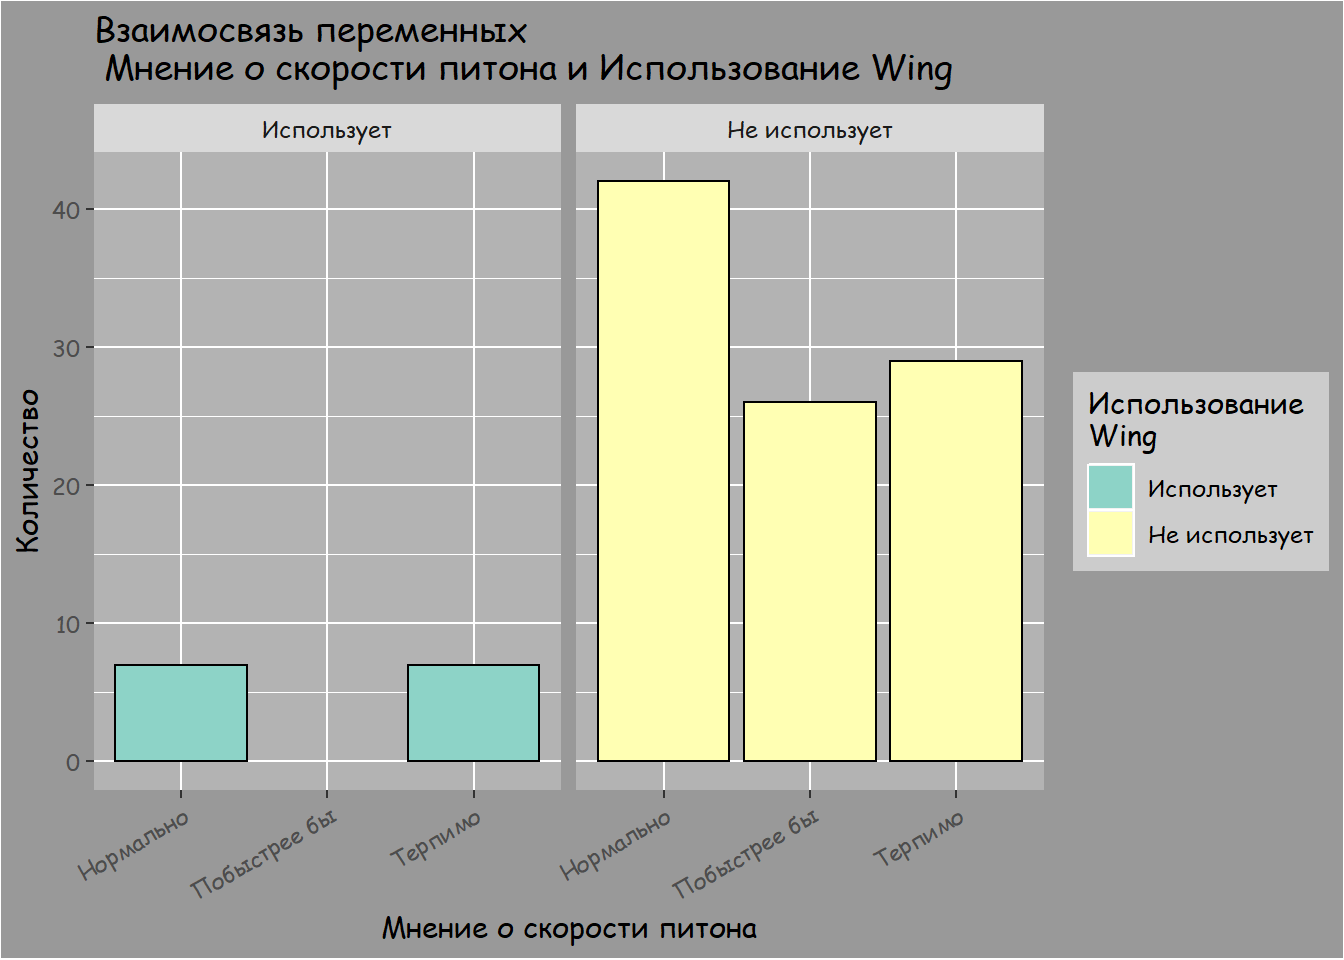 Взаимосвязь переменных
Мнение о скорости питона и Использование Wing
Использует
Не использует
Количество
40
30
20
10
0
Нормально
Побыстрее бы
Терпимо
Нормально
Побыстрее бы
Терпимо
Мнение о скорости питона
Использование
Wing
Использует
Не использует